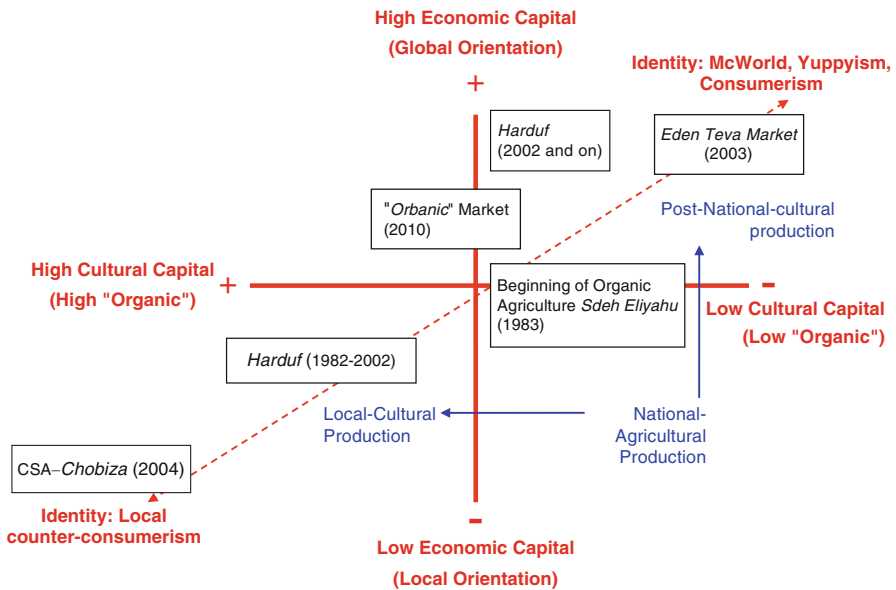 High Economic Capital
(Global Orientation)
+
Identity: McWorld, Yuppyism,
Consumerism
Harduf
(2002 and on)
Eden Teva Market
(2003)
"Orbanic" Market
(2010)
Post-National-cultural
production
High Cultural Capital
(High "Organic")
+
Beginning of Organic
Agriculture Sdeh Eliyahu
(1983)
-
Low Cultural Capital
(Low "Organic")
Harduf (1982-2002)
Local-Cultural
Production
National-
Agricultural
Production
CSA–Chobiza (2004)
Identity: Local
counter-consumerism
-
Low Economic Capital
(Local Orientation)